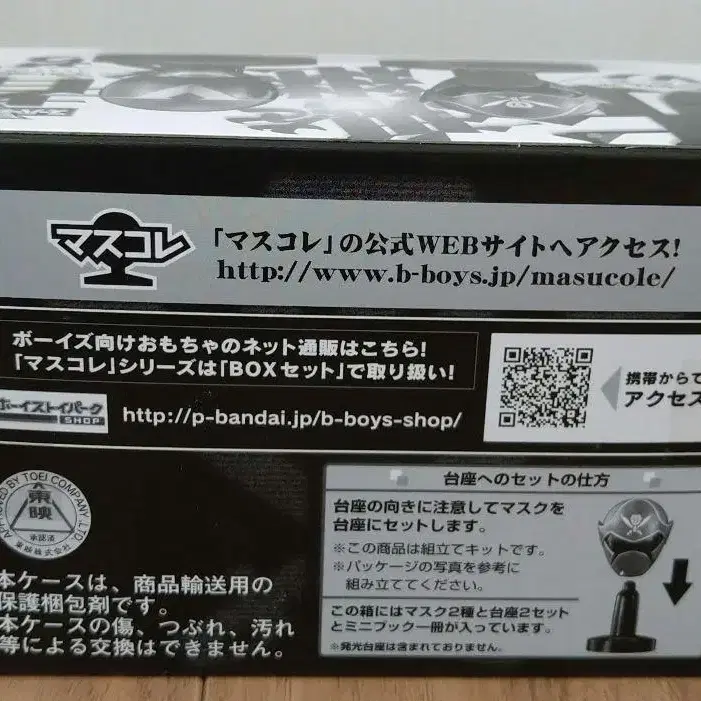 マスコレ
「マスコレ」の公式WEBサイトへアクセス!
http://www.b-boys.jp/masucole/
ボーイズ向けおもちゃのネット通販はこちら!
「マスコレ」シリーズは「BOXセット」で取り扱い!
ボーイズトイパーク
SHOP
http://p-bandai.jp/b-boys-shop/
携帯からで
アクセス
APPROVED BY TOEI COMPANY, LTD.
東映
承認済
東映株式会社
本ケースは、商品輸送用の
保護梱包剤です。
本ケースの傷、つぶれ、汚れ
等による交換はできません。
台座へのセットの仕方
台座の向きに注意してマスクを
台座にセットします。
※この商品は組立てキットです。
※パッケージの写真を参考に
組み立ててください。
この箱にはマスク2種と台座2セット
とミニブック一冊が入っています。
※発光台座は含まれておりません。